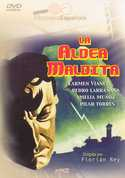 DVD
LA
ALDEA
MALDITA
CARMEN VIANCE
PEDRO LARRAÑAGA
AMELIA MUÑOZ
PILAR TORRES
Dirigida por
Florián Rey